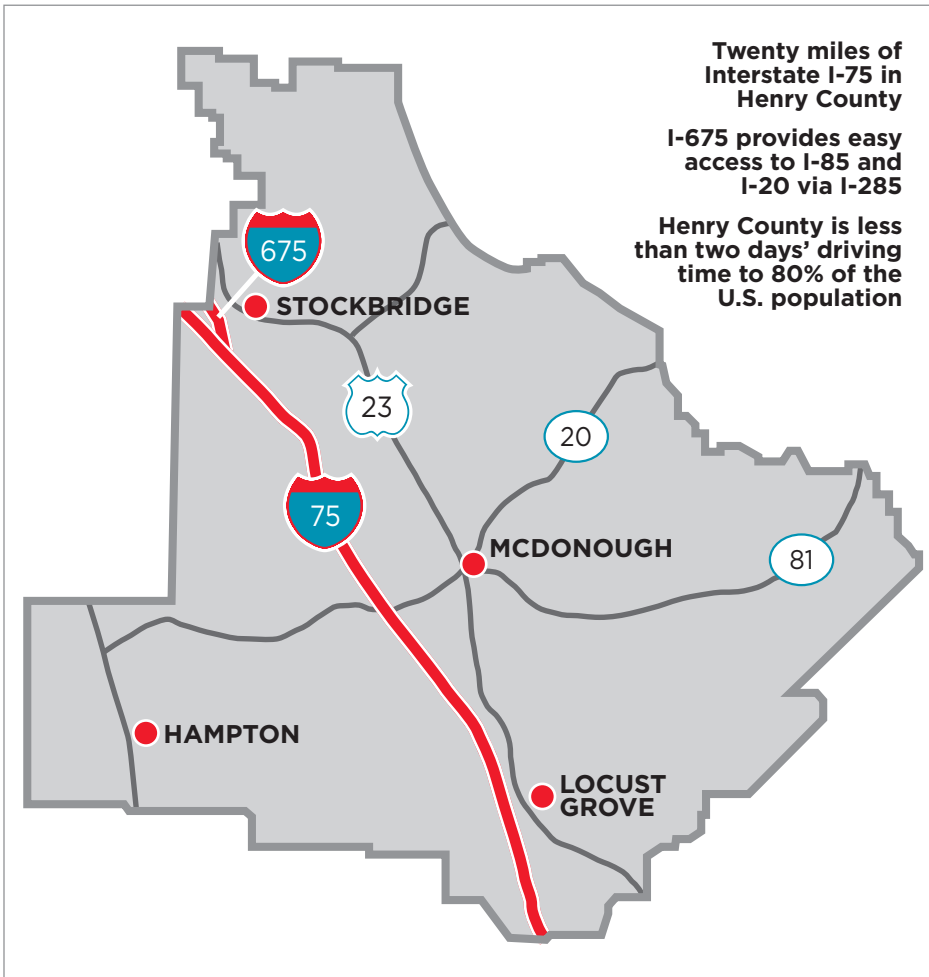 Twenty miles of
Interstate I-75 in
Henry County
I-675 provides easy
access to I-85 and
I-20 via I-285
Henry County is less
than two days’ driving
time to 80% of the
U.S. population
675
STOCKBRIDGE
23
20
75
MCDONOUGH
81
HAMPTON
LOCUST
GROVE